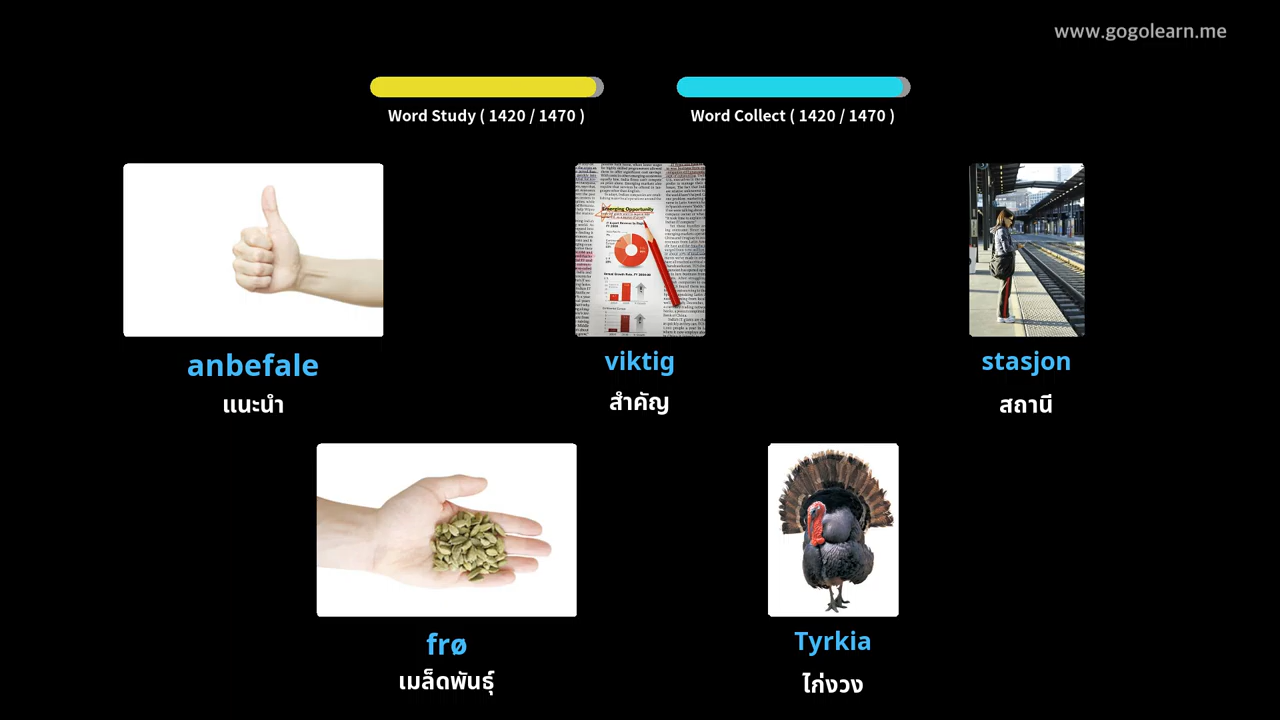 www.gogolearn.me
Word Study ( 1420 / 1470 )
Word Collect ( 1420 / 1470 )
Emerging Opportunity
anbefale
viktig
stasjon
แนะนำ
สำคัญ
สถานี
frø
Tyrkia
เมล็ดพันธุ์
ไก่งวง